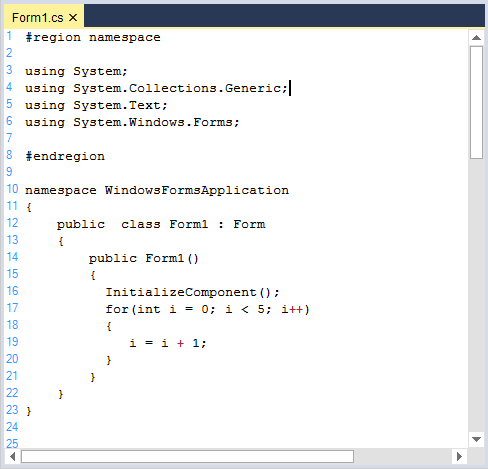 Form1.cs ×
1 #region namespace
2
3 using System;
4 using System.Collections.Generic;
5 using System.Text;
6 using System.Windows.Forms;
7
8 #endregion
9
10 namespace WindowsFormsApplication
11 {
12     public  class Form1 : Form
13     {
14         public Form1()
15         {
16           InitializeComponent();
17           for(int i = 0; i < 5; i++)
18           {
19              i = i + 1;
20           }
21         }
22     }
23 }
24
25